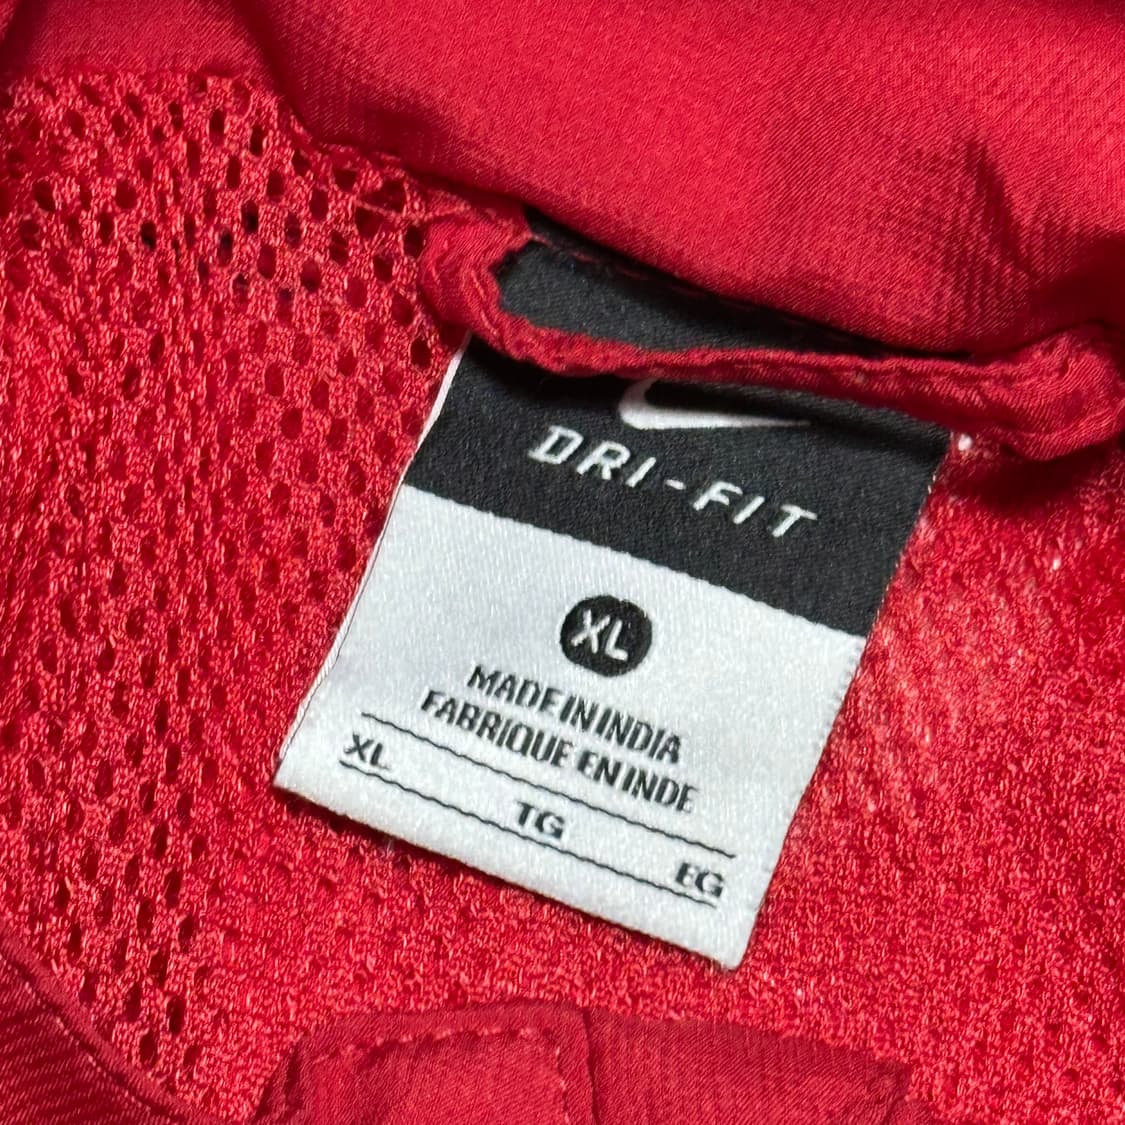 DRI-FIT
XL
MADE IN INDIA
FABRIQUE EN INDE
XL TG EG